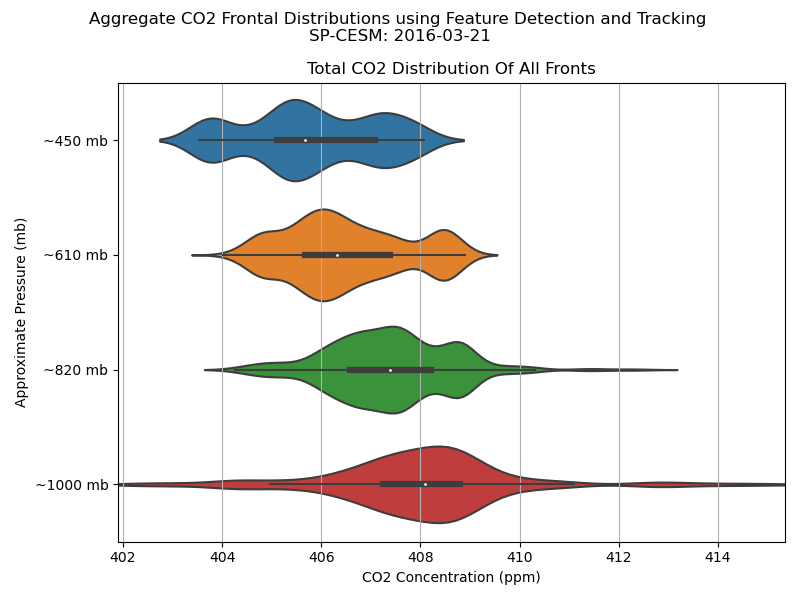 Aggregate CO2 Frontal Distributions using Feature Detection and Tracking
SP-CESM: 2016-03-21
Total CO2 Distribution Of All Fronts
~450 mb
~610 mb
~820 mb
~1000 mb
Approximate Pressure (mb)
402 404 406 408 410 412 414
CO2 Concentration (ppm)